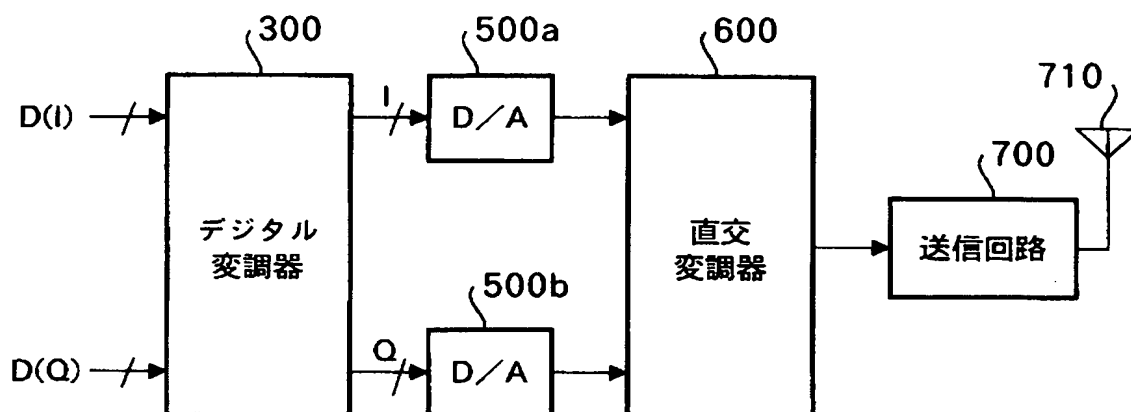 300
500a
600
710
D(I)
I
D/A
700
デジタル
変調器
直交
変調器
送信回路
500b
D(Q)
Q
D/A